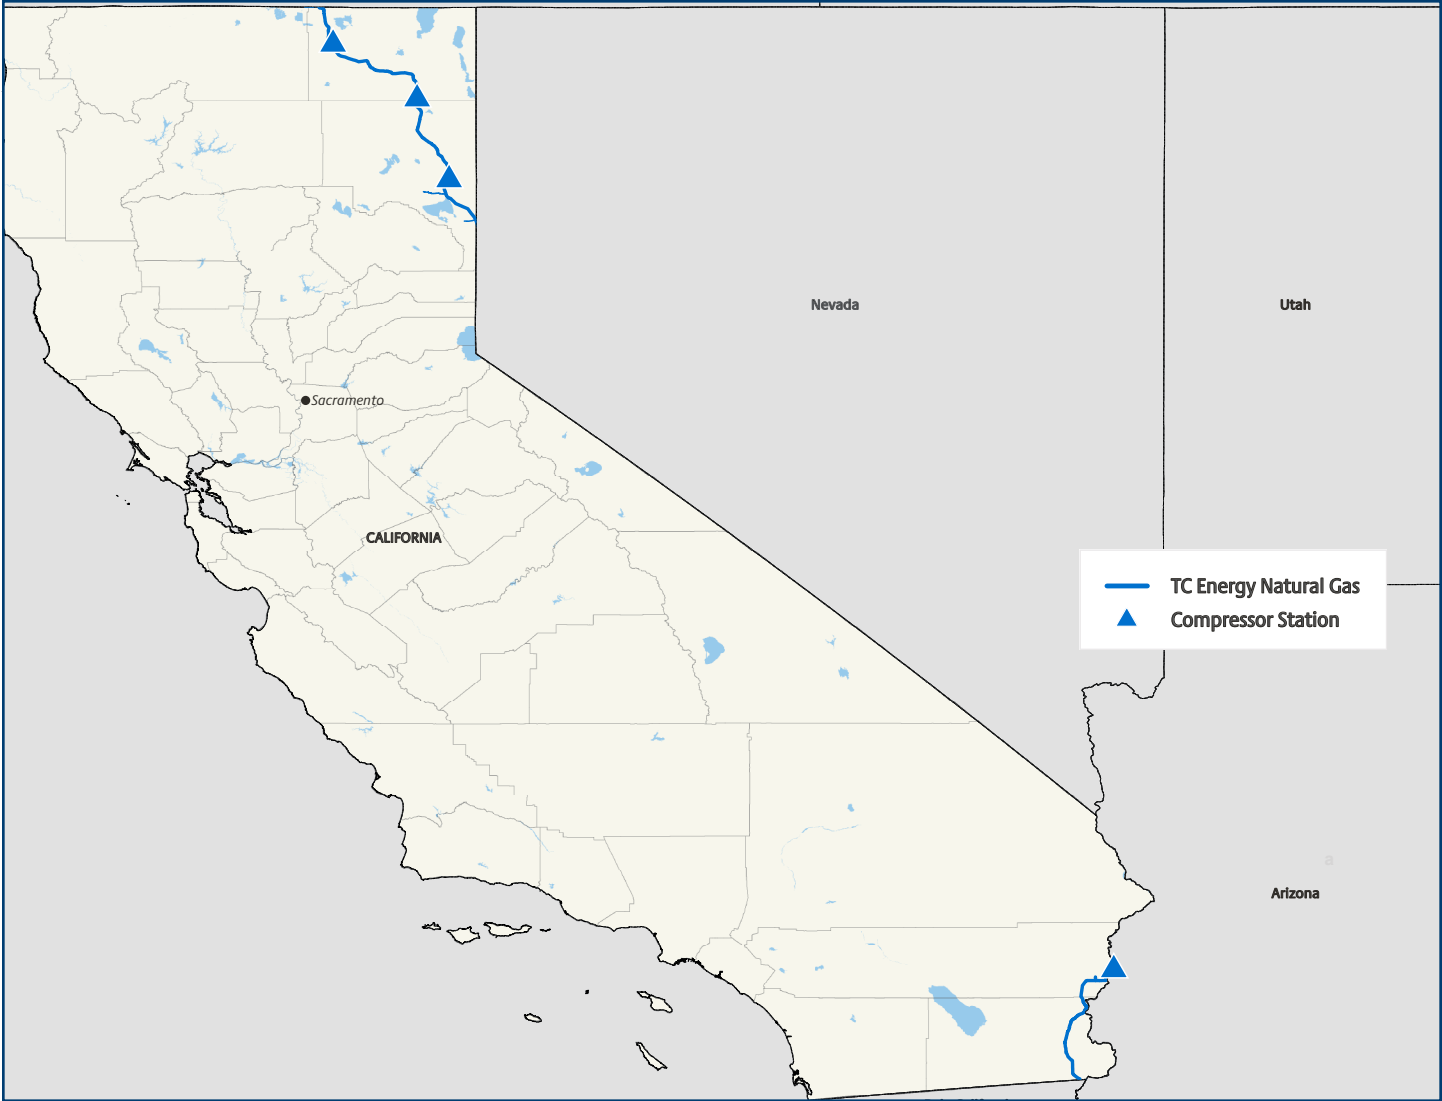 Nevada
Utah
Sacramento
CALIFORNIA
TC Energy Natural Gas
Compressor Station
a
Arizona